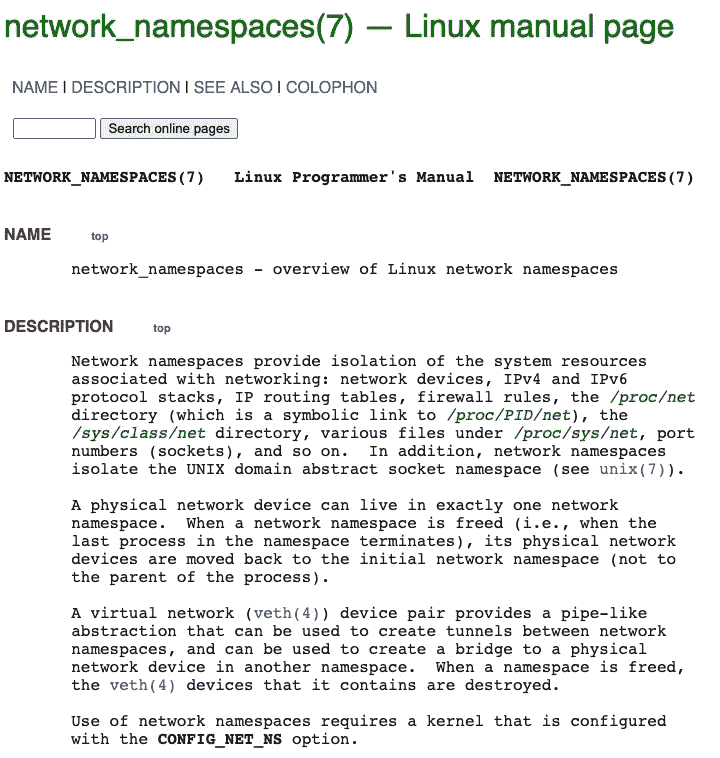 network_namespaces(7) — Linux manual page
NAME | DESCRIPTION | SEE ALSO | COLOPHON
Search online pages
NETWORK_NAMESPACES(7) Linux Programmer's Manual NETWORK_NAMESPACES(7)
NAME top
network_namespaces - overview of Linux network namespaces
DESCRIPTION top
Network namespaces provide isolation of the system resources
associated with networking: network devices, IPv4 and IPv6
protocol stacks, IP routing tables, firewall rules, the /proc/net
directory (which is a symbolic link to /proc/PID/net), the
/sys/class/net directory, various files under /proc/sys/net, port
numbers (sockets), and so on. In addition, network namespaces
isolate the UNIX domain abstract socket namespace (see unix(7)).
A physical network device can live in exactly one network
namespace. When a network namespace is freed (i.e., when the
last process in the namespace terminates), its physical network
devices are moved back to the initial network namespace (not to
the parent of the process).
A virtual network (veth(4)) device pair provides a pipe-like
abstraction that can be used to create tunnels between network
namespaces, and can be used to create a bridge to a physical
network device in another namespace. When a namespace is freed,
the veth(4) devices that it contains are destroyed.
Use of network namespaces requires a kernel that is configured
with the CONFIG_NET_NS option.